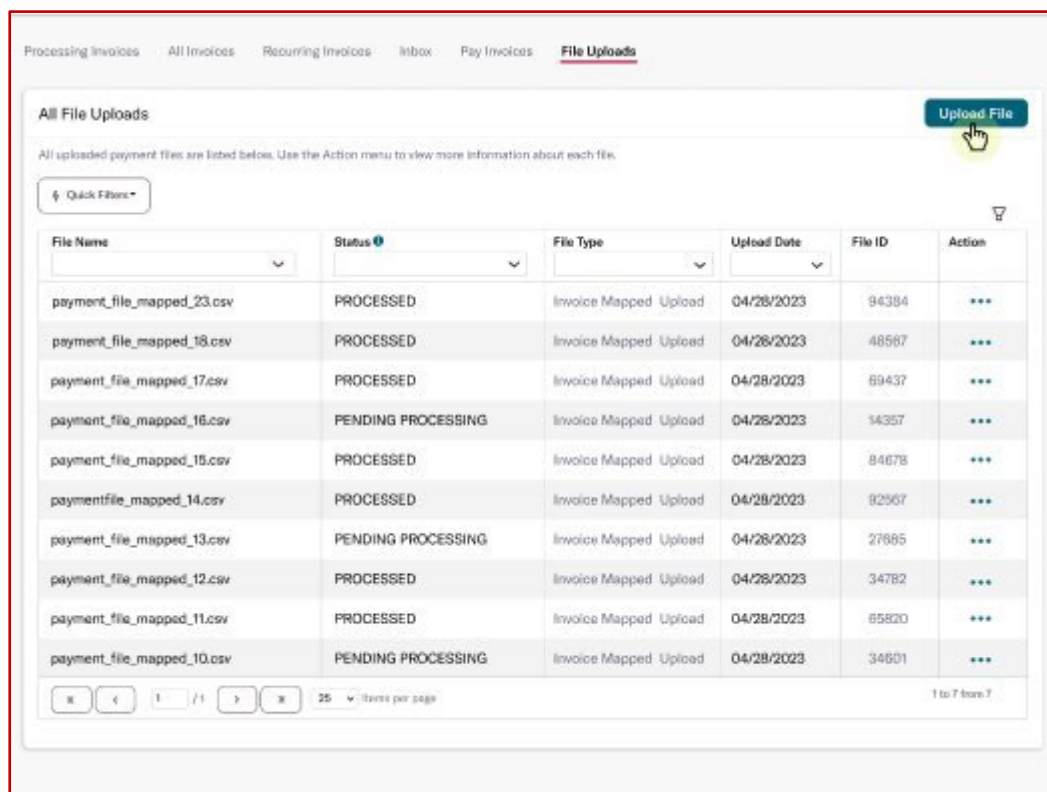 Processing Invoices All Invoices Recurring Invoices Inbox Pay Invoices File Uploads
All File Uploads Upload File
All uploaded payment files are listed below. Use the Action menu to view more information about each file.
Quick Filters
File Name Status File Type Upload Date File ID Action
payment_file_mapped_23.csv PROCESSED Invoice Mapped Upload 04/28/2023 94384
payment_file_mapped_18.csv PROCESSED Invoice Mapped Upload 04/28/2023 48567
payment_file_mapped_17.csv PROCESSED Invoice Mapped Upload 04/28/2023 69437
payment_file_mapped_16.csv PENDING PROCESSING Invoice Mapped Upload 04/28/2023 14357
payment_file_mapped_15.csv PROCESSED Invoice Mapped Upload 04/28/2023 84678
paymentfile_mapped_14.csv PROCESSED Invoice Mapped Upload 04/28/2023 92567
payment_file_mapped_13.csv PENDING PROCESSING Invoice Mapped Upload 04/28/2023 27685
payment_file_mapped_12.csv PROCESSED Invoice Mapped Upload 04/28/2023 34782
payment_file_mapped_11.csv PROCESSED Invoice Mapped Upload 04/28/2023 65820
payment_file_mapped_10.csv PENDING PROCESSING Invoice Mapped Upload 04/28/2023 34601
1 /1 25 Items per page 1 to 7 from 7